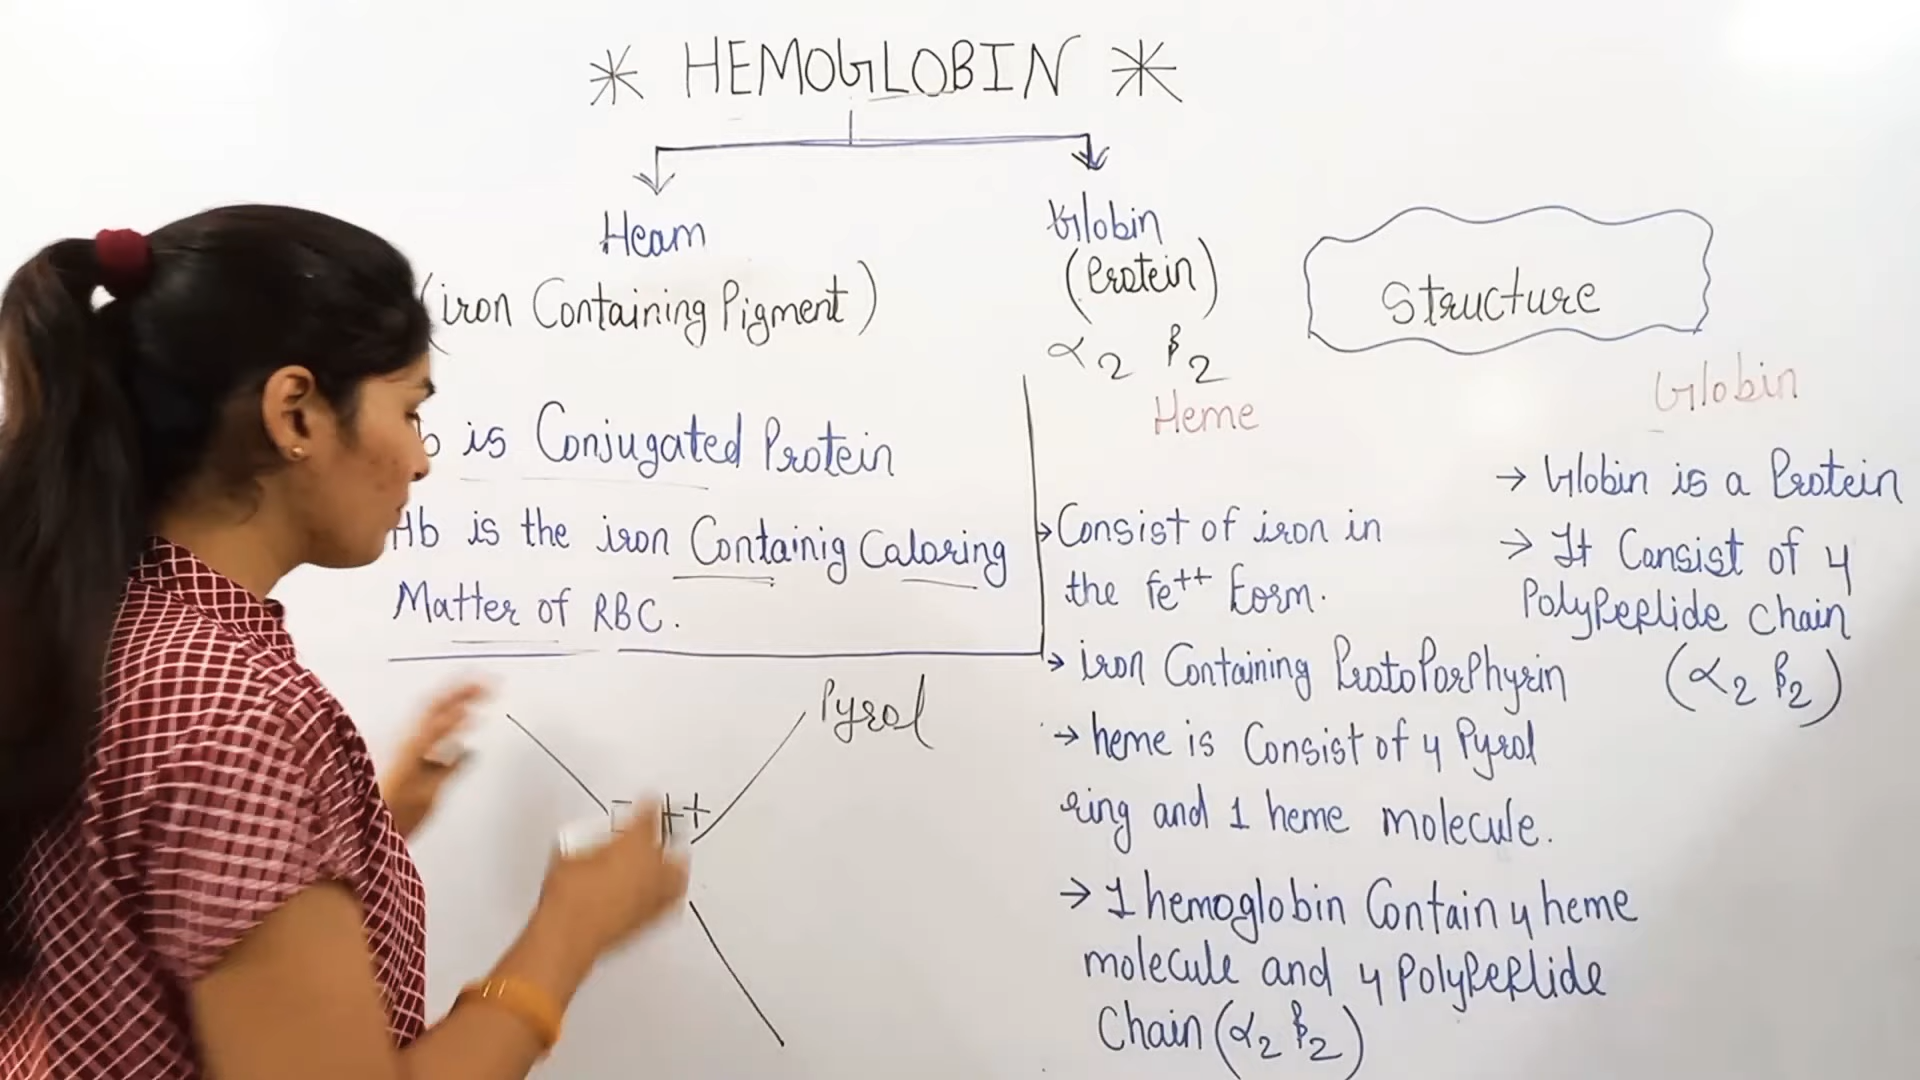 * HEMOGLOBIN *
Heam
(iron Containing Pigment)
Globin
(Protein)
α2 β2
is Conjugated Protein
Hb is the iron Containig Caloring
Matter of RBC.
Pyrol
++
Structure
Heme
→ Consist of iron in
the Fe++ Form.
→ iron Containing ProtoPorPhyrin
→ heme is Consist of 4 Pyrol
ring and 1 heme molecule.
→ 1 hemoglobin Contain 4 heme
molecule and 4 PolyPePlide
Chain (α2 β2)
Globin
→ Globin is a Protein
→ It Consist of 4
PolyPePlide Chain
(α2 β2)